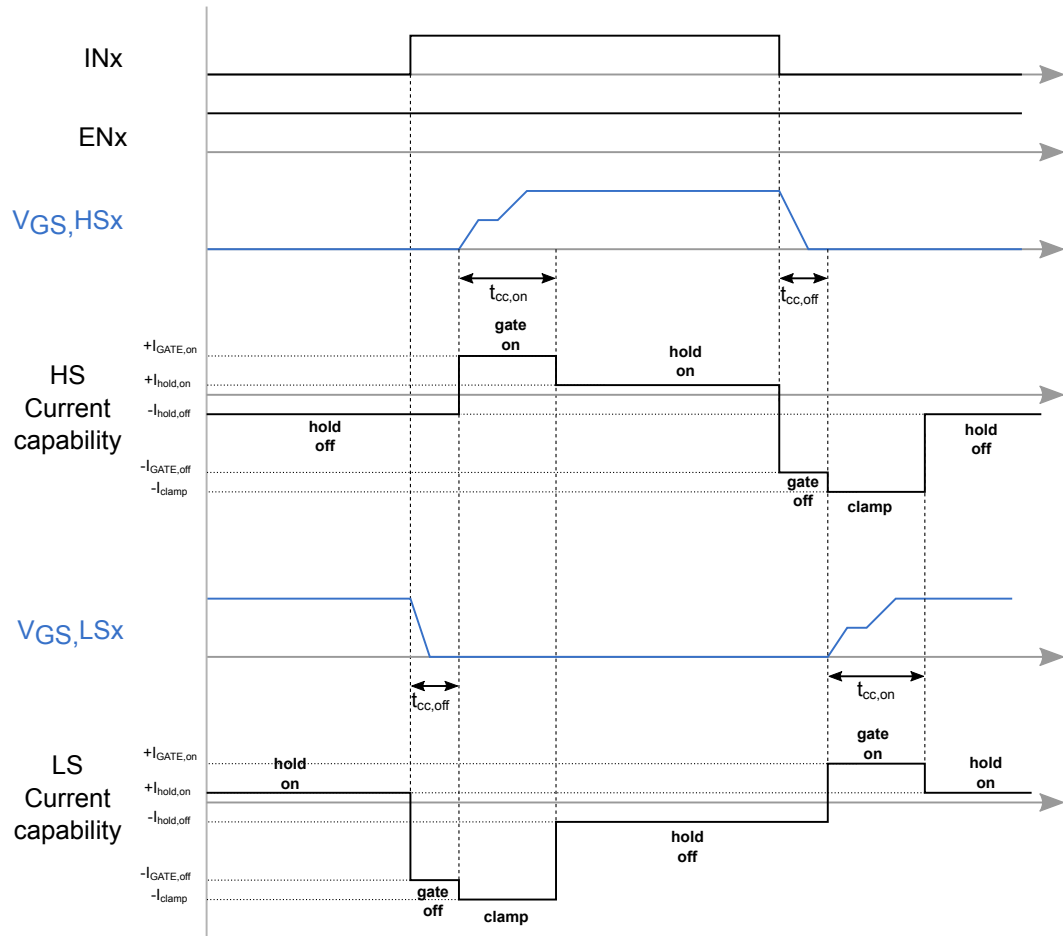 INx
ENx
VGS,HSx
tcc,on
tcc,off
gate
on
+IGATE,on
hold
on
+Ihold,on
HS
Current
capability
-Ihold,off
hold
off
hold
off
-IGATE,off
gate
off
-Iclamp
clamp
VGS,LSx
tcc,off
tcc,on
gate
on
+IGATE,on
hold
on
hold
on
+Ihold,on
LS
Current
capability
-Ihold,off
hold
off
-IGATE,off
gate
off
-Iclamp
clamp